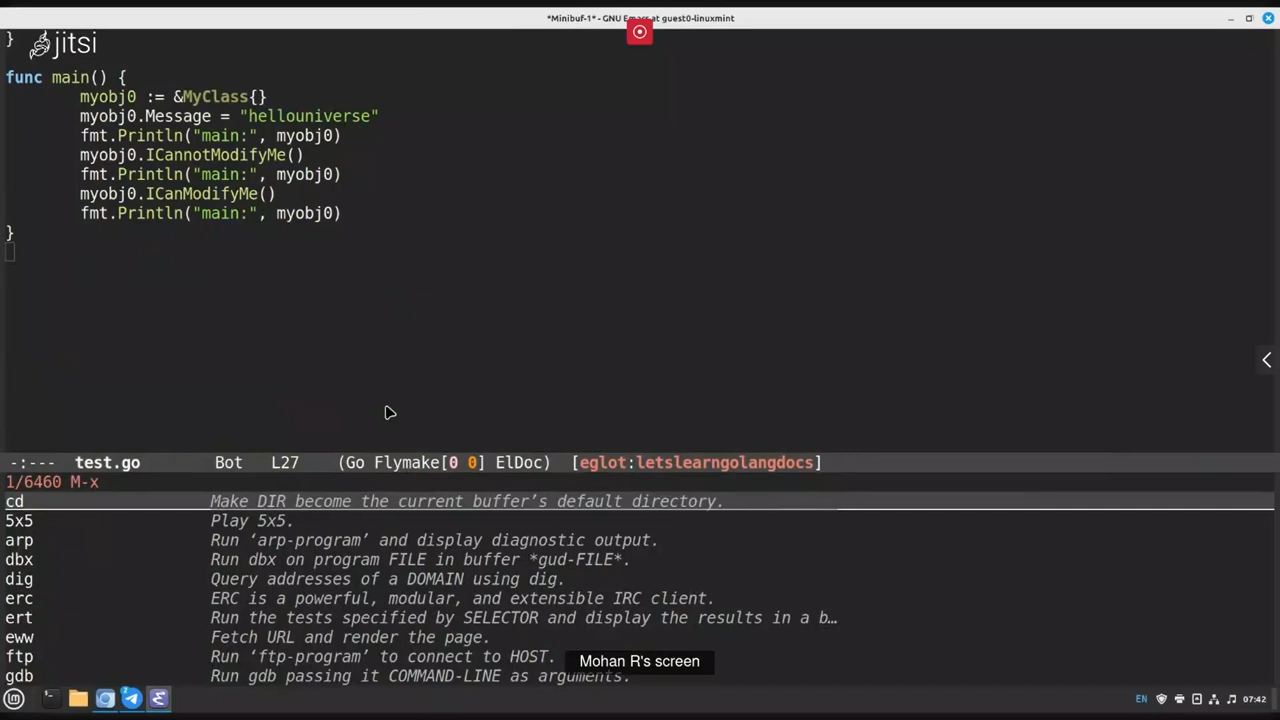 *Minibuf-1* - GNU Emacs at guest0-linuxmint
}
jitsi
func main() {
myobj0 := &MyClass{}
myobj0.Message = "hellouniverse"
fmt.Println("main:", myobj0)
myobj0.ICannotModifyMe()
fmt.Println("main:", myobj0)
myobj0.ICanModifyMe()
fmt.Println("main:", myobj0)
}
-:--- test.go Bot L27 (Go Flymake[0 0] ElDoc) [eglot:letslearngolangdocs]
1/6460 M-x
cd Make DIR become the current buffer’s default directory.
5x5 Play 5x5.
arp Run ‘arp-program’ and display diagnostic output.
dbx Run dbx on program FILE in buffer *gud-FILE*.
dig Query addresses of a DOMAIN using dig.
erc ERC is a powerful, modular, and extensible IRC client.
ert Run the tests specified by SELECTOR and display the results in a b…
eww Fetch URL and render the page.
ftp Run ‘ftp-program’ to connect to HOST.
Mohan R's screen
gdb Run gdb passing it COMMAND-LINE as arguments.
EN 07:42